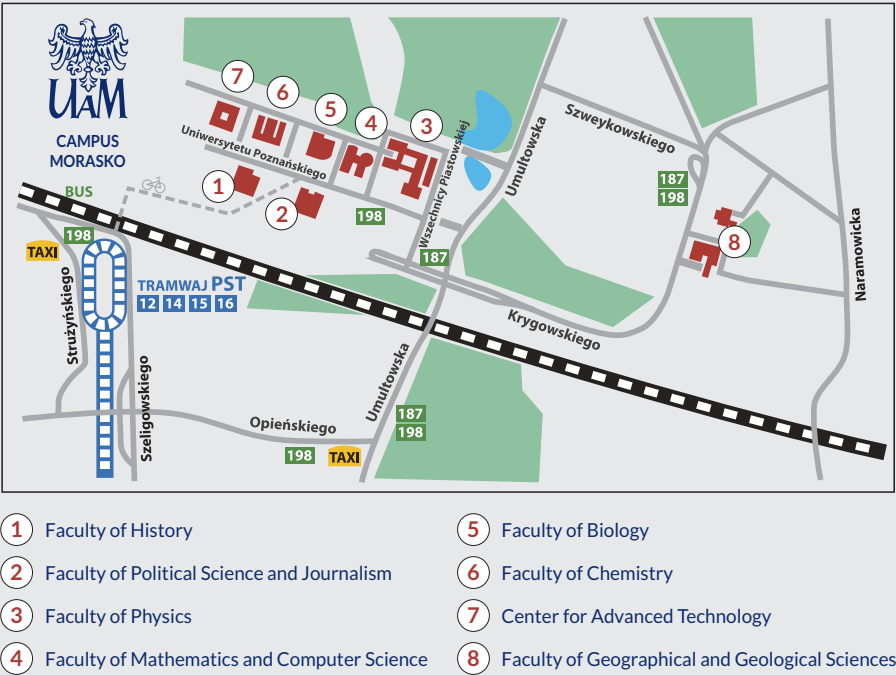 UAM
CAMPUS
MORASKO
7
6
5
4
3
Uniwersytetu Poznańskiego
Wszechnicy Piastowskiej
Umultowska
Szweykowskiego
1
2
198
187
187
198
8
Naramowicka
BUS
198
TAXI
TRAMWAJ PST
12 14 15 16
Strużyńskiego
Szeligowskiego
Krygowskiego
Umultowska
Opieńskiego
187
198
198
TAXI
1 Faculty of History
2 Faculty of Political Science and Journalism
3 Faculty of Physics
4 Faculty of Mathematics and Computer Science
5 Faculty of Biology
6 Faculty of Chemistry
7 Center for Advanced Technology
8 Faculty of Geographical and Geological Sciences